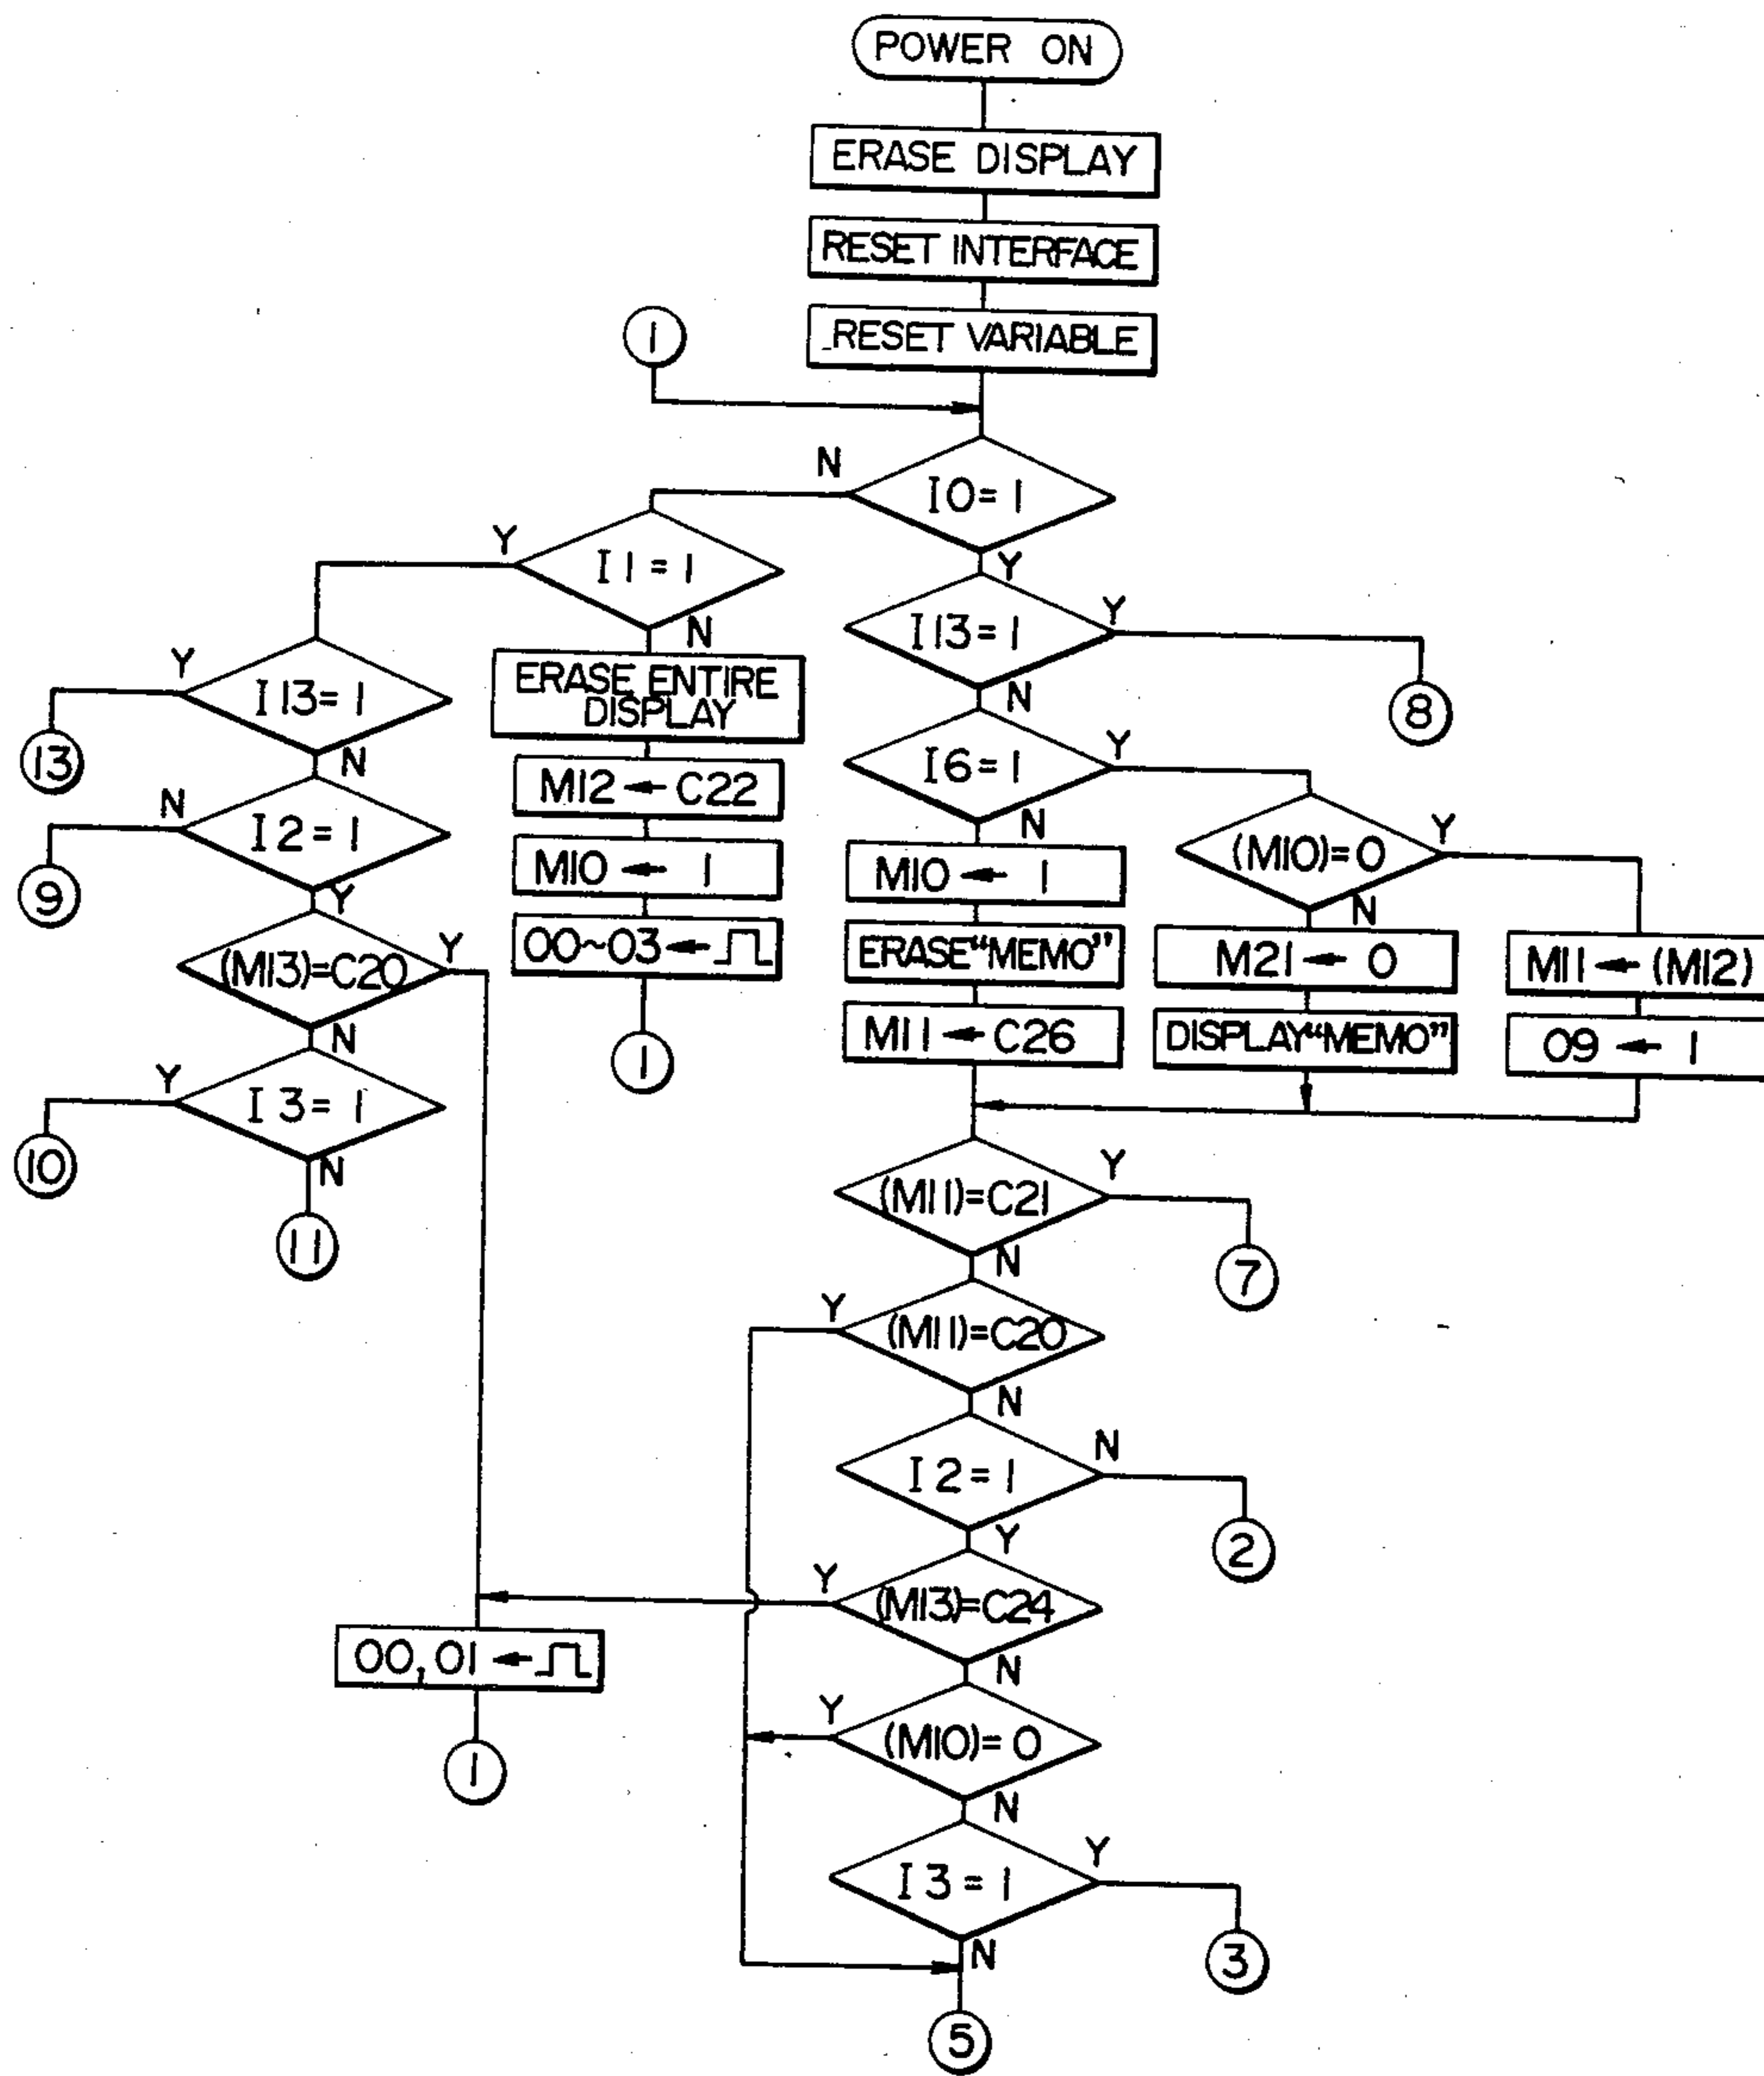 POWER ON
ERASE DISPLAY
RESET INTERFACE
RESET VARIABLE
1
I0=1
N
Y
I1=1
Y
N
I13=1
Y
N
8
I13=1
Y
N
13
ERASE ENTIRE
DISPLAY
M12 ← C22
M10 ← 1
00~03 ←
1
I6=1
Y
N
(M10)=0
Y
N
I2=1
N
Y
9
M10 ← 1
ERASE "MEMO"
M11 ← C26
M21 ← 0
DISPLAY "MEMO"
M11 ← (M12)
09 ← 1
(M13)=C20
Y
N
I3=1
Y
N
10
11
(M11)=C21
Y
N
7
(M11)=C20
Y
N
I2=1
N
Y
2
(M13)=C24
Y
N
00, 01 ←
1
(M10)=0
Y
N
I3=1
Y
N
3
5